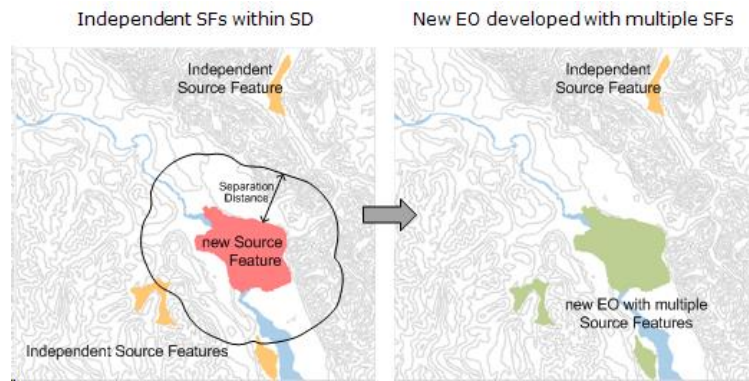 Independent SFs within SD
New EO developed with multiple SFs
Independent
Source Feature
Separation
Distance
new Source
Feature
Independent Source Features
Independent
Source Feature
new EO with multiple
Source Features